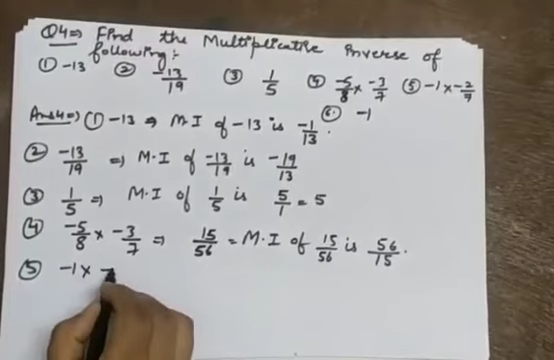 Q4=> Find the Multiplicative inverse of
following:-
① -13 ② -13/19 ③ 1/5 ④ -5/8 × -3/7 ⑤ -1 × -2/7
⑥ -1
Ans4=> ① -13 => M.I of -13 is -1/13.
② -13/19 => M.I of -13/19 is -19/13
③ 1/5 => M.I of 1/5 is 5/1 = 5
④ -5/8 × -3/7 => 15/56 = M.I of 15/56 is 56/15.
⑤ -1 × -